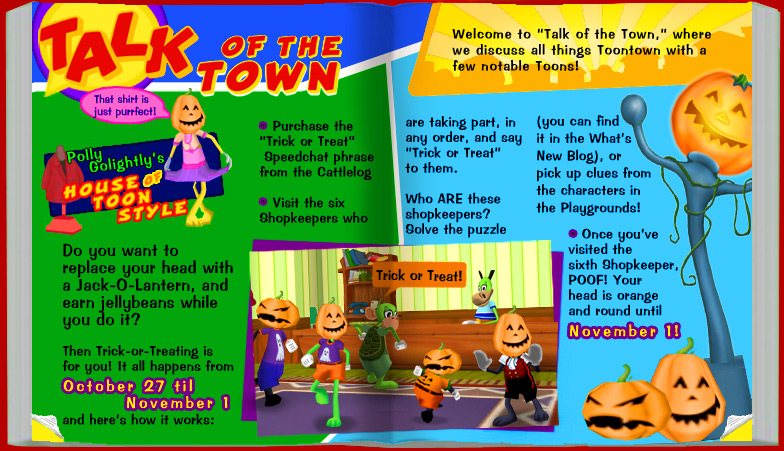 TALK
OF THE
TOWN
Welcome to "Talk of the Town," where
we discuss all things Toontown with a
few notable Toons!
That shirt is
just purrfect!
Polly
Golightly's
HOUSE OF
TOON
STYLE
Do you want to
replace your head with
a Jack-O-Lantern, and
earn jellybeans while
you do it?
Then Trick-or-Treating is
for you! It all happens from
October 27 til
November 1
and here's how it works:
Purchase the
"Trick or Treat"
Speedchat phrase
from the Cattlelog
Visit the six
Shopkeepers who
are taking part, in
any order, and say
"Trick or Treat"
to them.
Who ARE these
shopkeepers?
Solve the puzzle
(you can find
it in the What's
New Blog), or
pick up clues from
the characters in
the Playgrounds!
Once you've
visited the
sixth Shopkeeper,
POOF! Your
head is orange
and round until
November 1!
Trick or Treat!